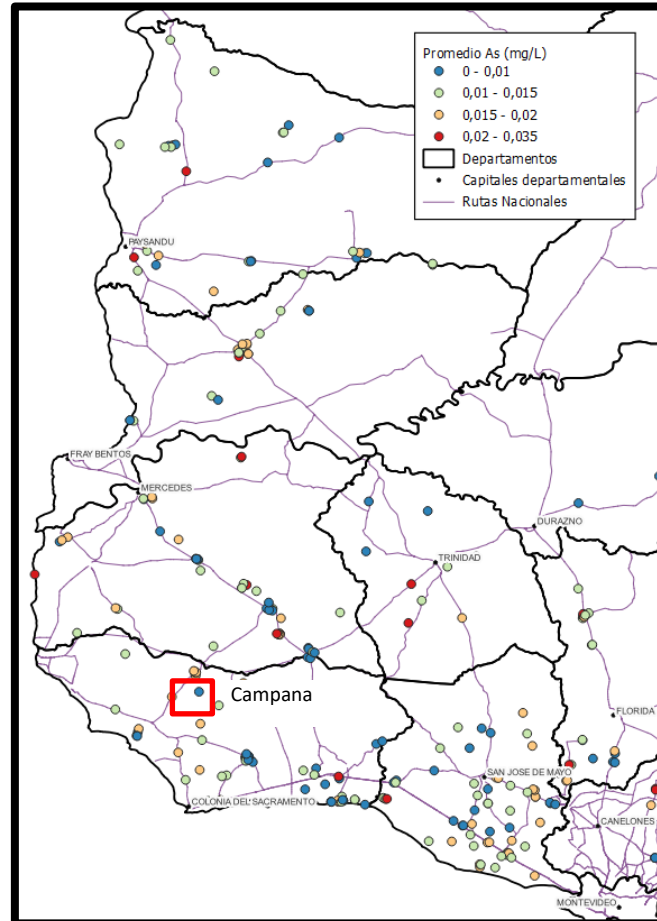 Promedio As (mg/L)
0 - 0,01
0,01 - 0,015
0,015 - 0,02
0,02 - 0,035
Departamentos
Capitales departamentales
Rutas Nacionales
PAYSANDU
FRAY BENTOS
MERCEDES
DURAZNO
TRINIDAD
Campana
FLORIDA
SAN JOSE DE MAYO
COLONIA DEL SACRAMENTO
CANELONES
MONTEVIDEO